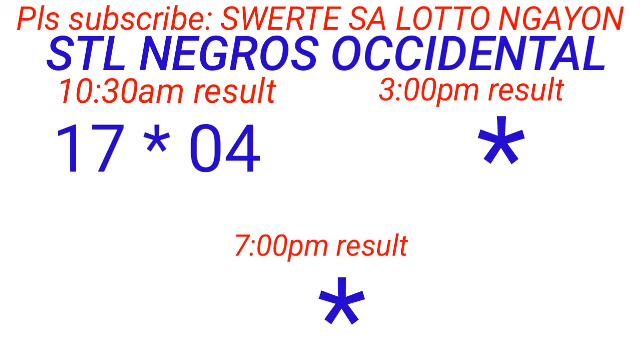 Pls subscribe: SWERTE SA LOTTO NGAYON
STL NEGROS OCCIDENTAL
10:30am result
3:00pm result
17 * 04
*
7:00pm result
*